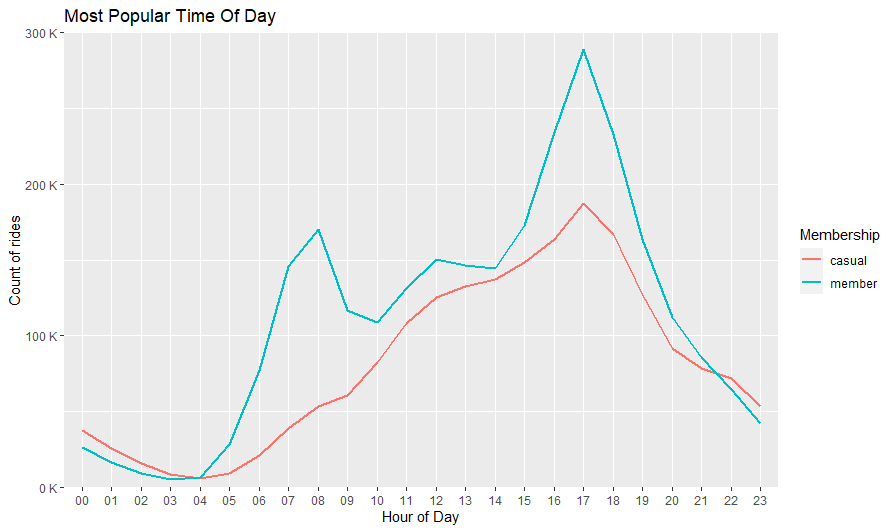 Most Popular Time Of Day
300 K
200 K
100 K
0 K
Count of rides
00 01 02 03 04 05 06 07 08 09 10 11 12 13 14 15 16 17 18 19 20 21 22 23
Hour of Day
Membership
casual
member